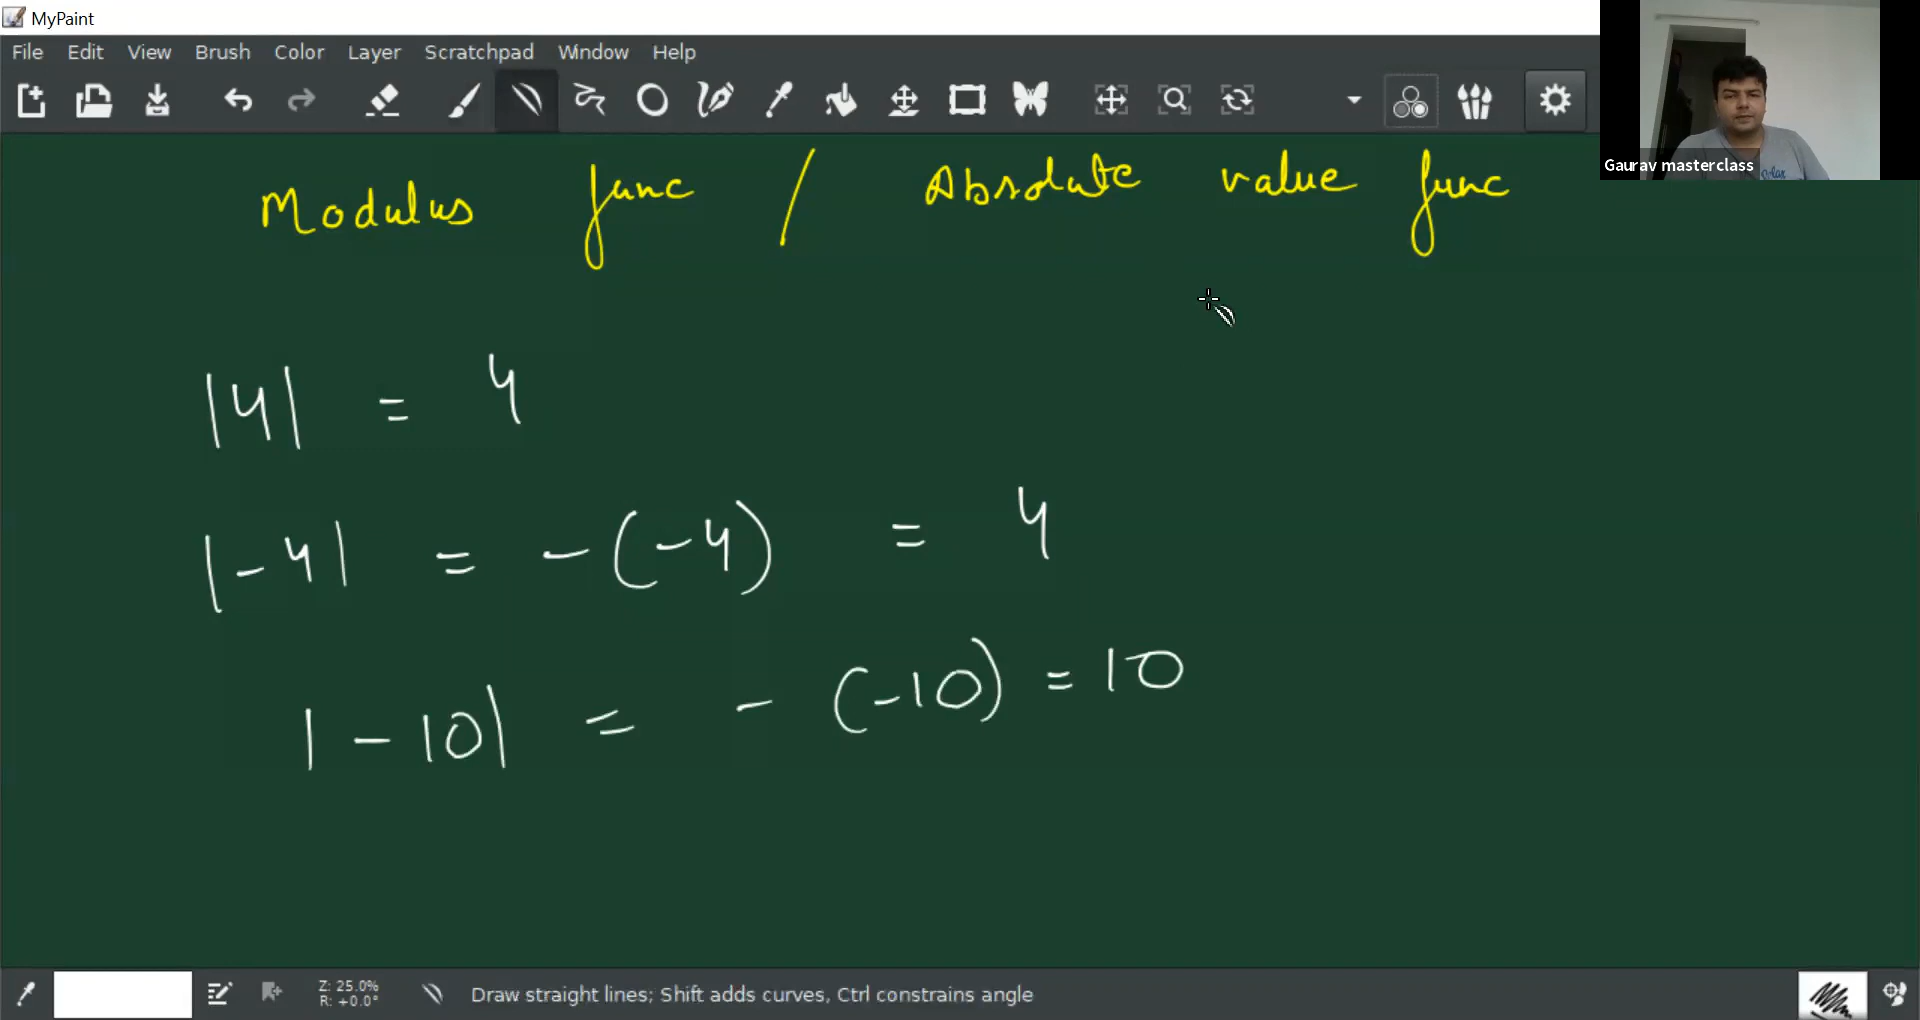 MyPaint
File Edit View Brush Color Layer Scratchpad Window Help
Gaurav masterclass
Modulus func / Absolute value func
|4| = 4
|-4| = -(-4) = 4
|-10| = -(-10) = 10
Z: 25.0%
R: +0.0°
Draw straight lines; Shift adds curves, Ctrl constrains angle